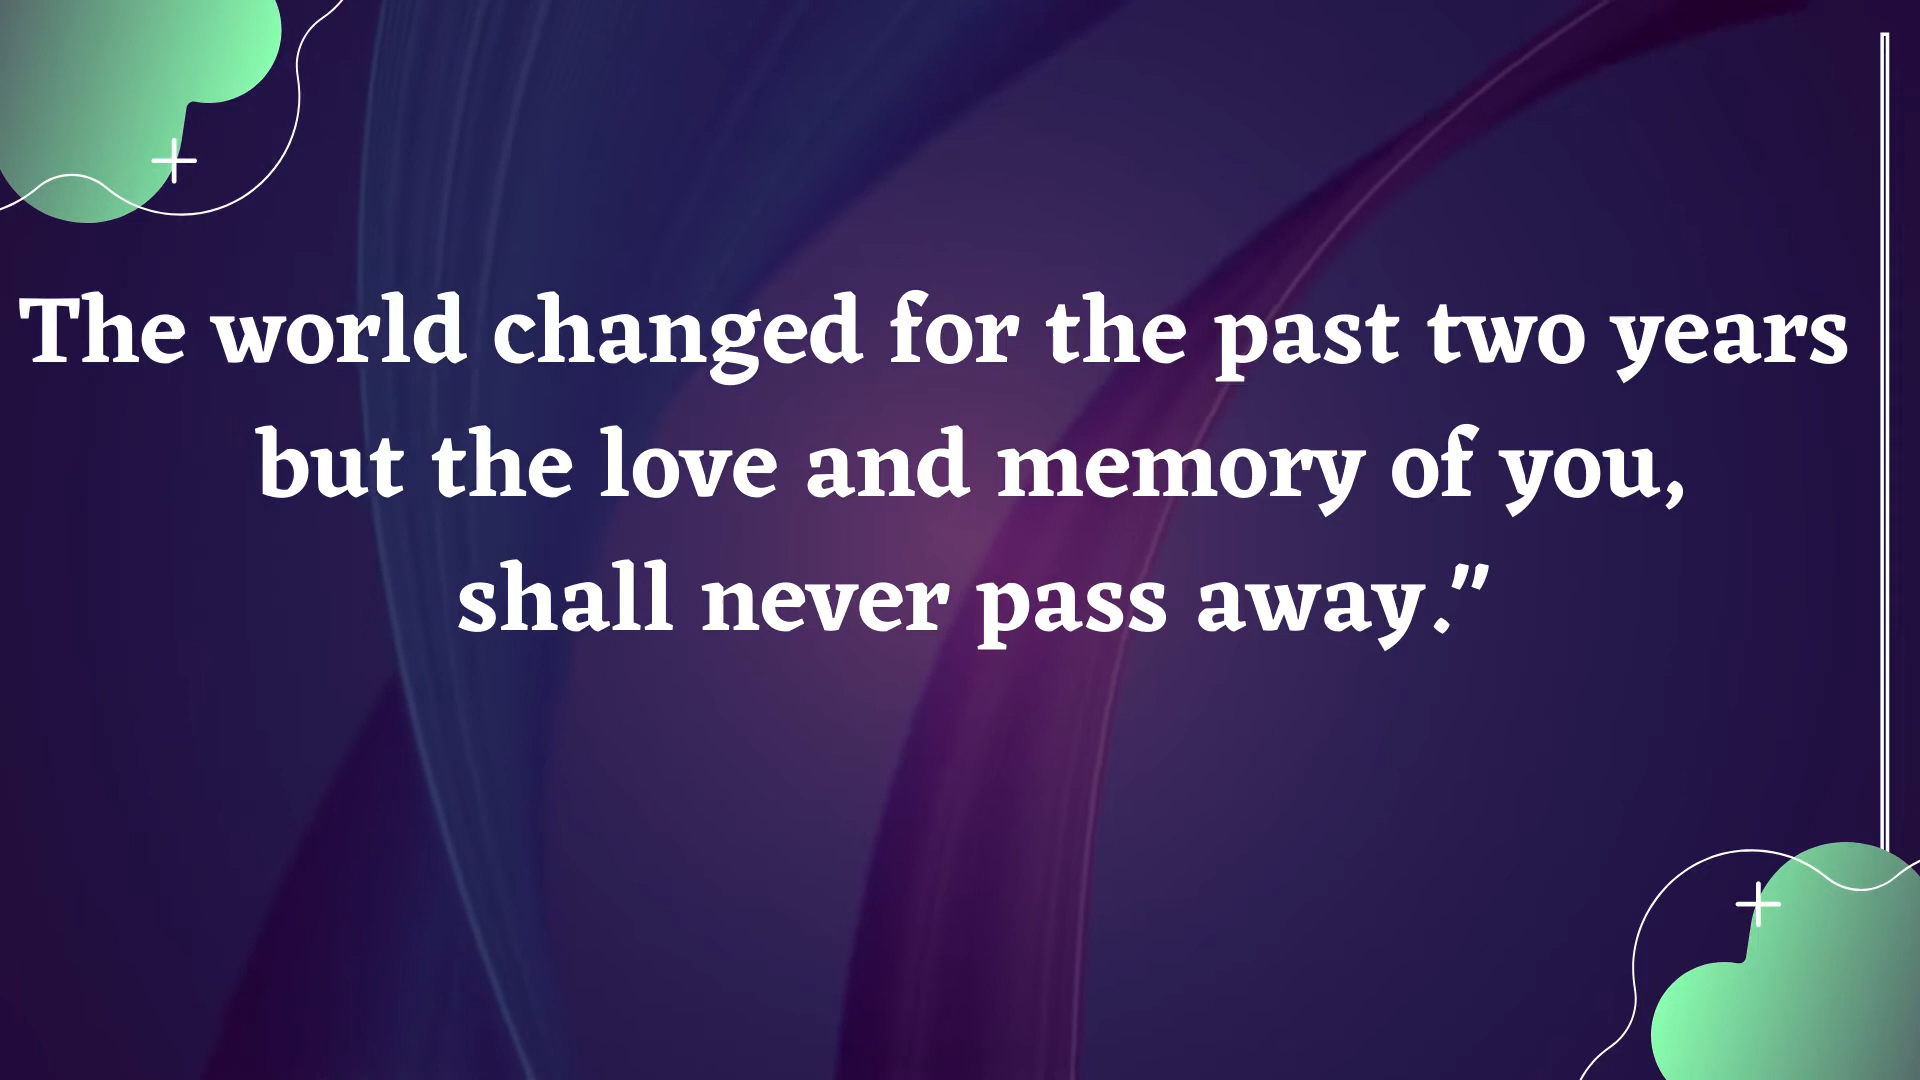 The world changed for the past two years
but the love and memory of you,
shall never pass away."